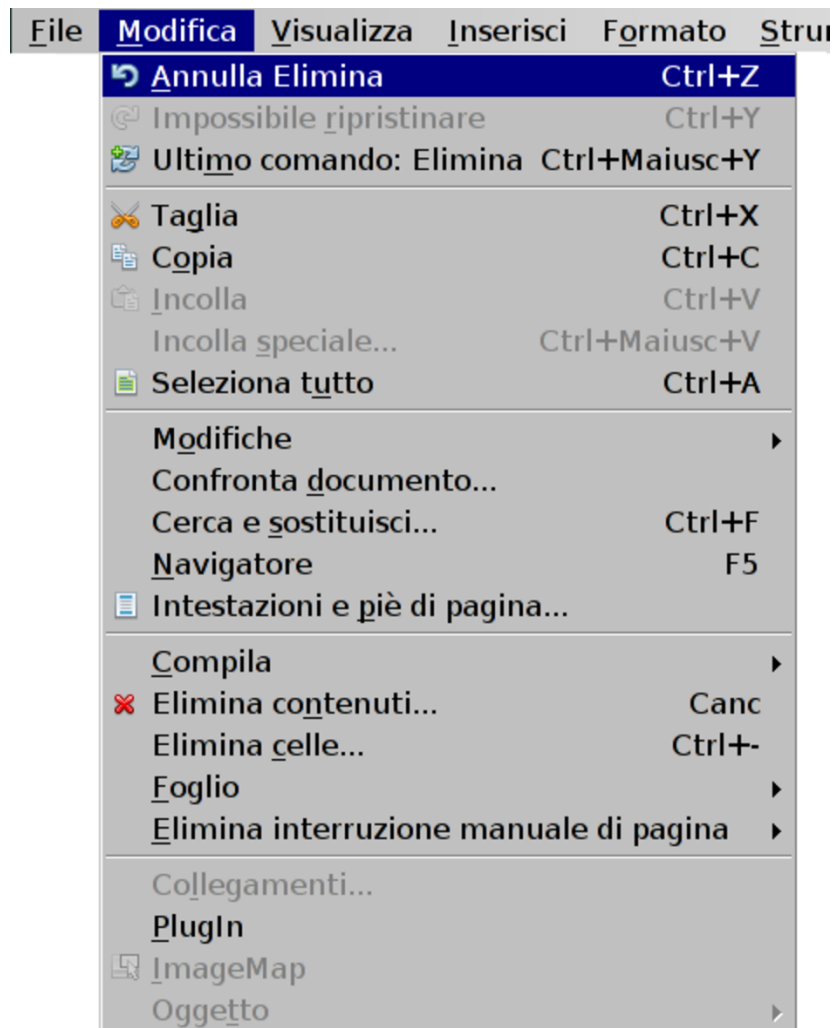 File Modifica Visualizza Inserisci Formato
Annulla Elimina Ctrl+Z
Impossibile ripristinare Ctrl+Y
Ultimo comando: Elimina Ctrl+Maiusc+Y
Taglia Ctrl+X
Copia Ctrl+C
Incolla Ctrl+V
Incolla speciale... Ctrl+Maiusc+V
Seleziona tutto Ctrl+A
Modifiche
Confronta documento...
Cerca e sostituisci... Ctrl+F
Navigatore F5
Intestazioni e piè di pagina...
Compila
Elimina contenuti... Canc
Elimina celle... Ctrl+-
Foglio
Elimina interruzione manuale di pagina
Collegamenti...
PlugIn
ImageMap
Oggetto